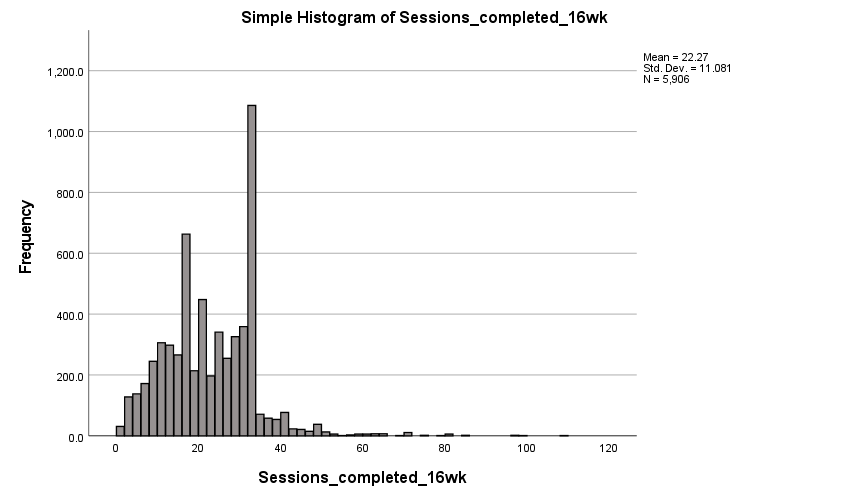 Simple Histogram of Sessions_completed_16wk
Mean = 22.27
Std. Dev. = 11.081
N = 5,906
1,200.0
1,000.0
800.0
600.0
400.0
200.0
0.0
Frequency
0 20 40 60 80 100 120
Sessions_completed_16wk